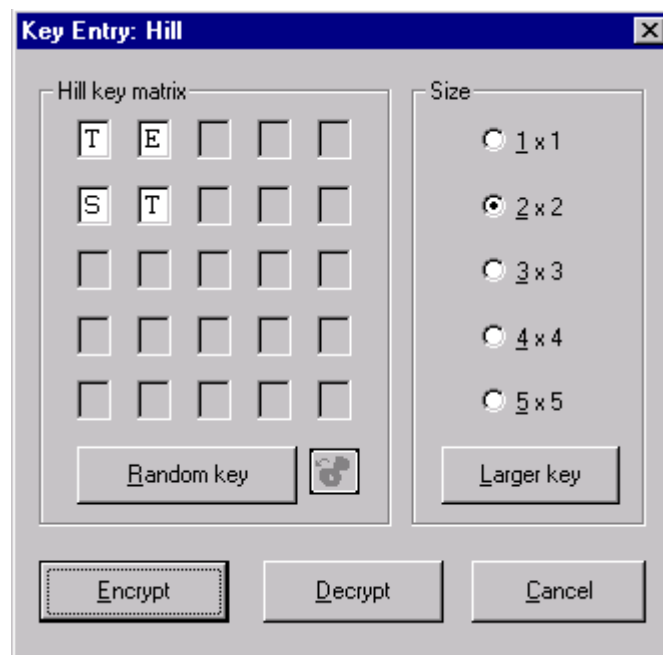 Key Entry: Hill
Hill key matrix
T E
S T
Random key
Size
1 x 1
2 x 2
3 x 3
4 x 4
5 x 5
Larger key
Encrypt Decrypt Cancel